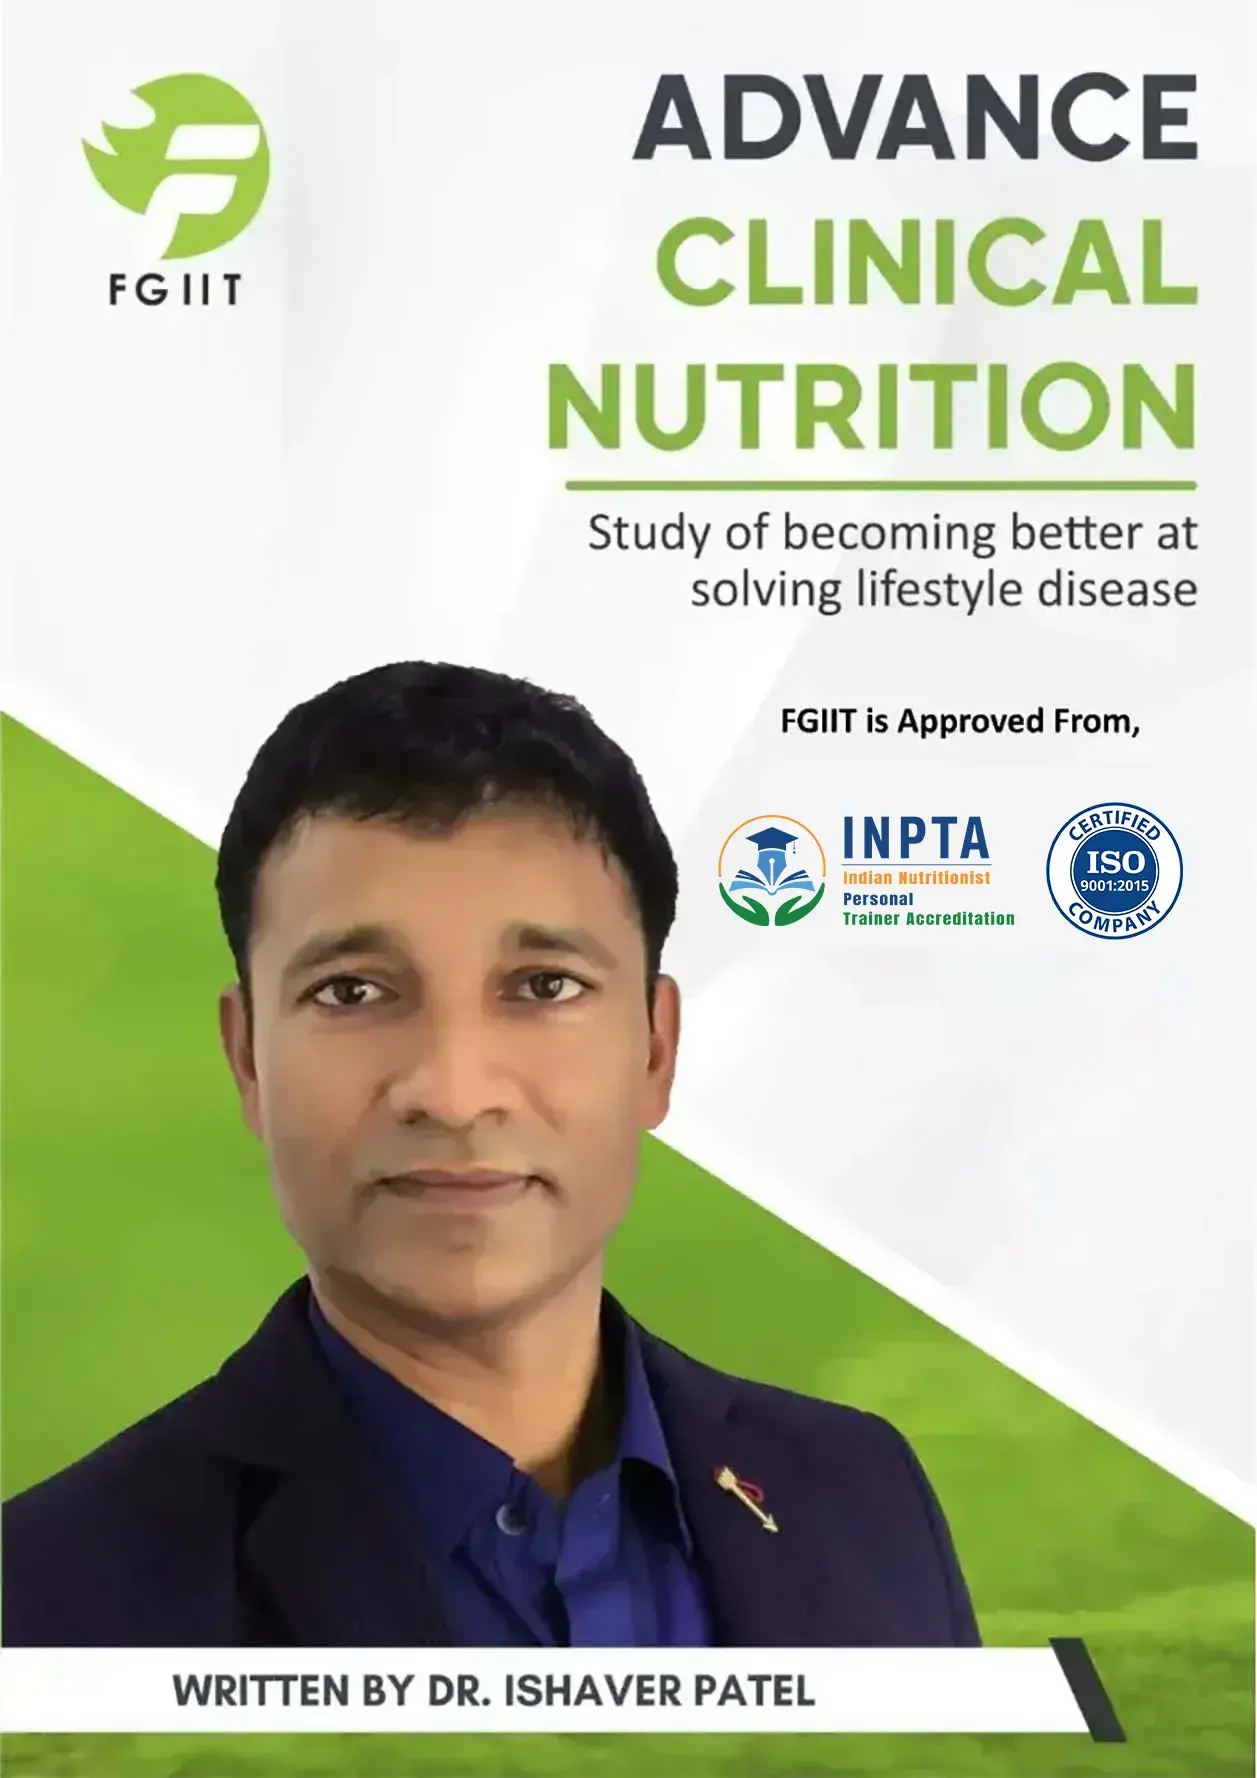 FGIIT
ADVANCE
CLINICAL
NUTRITION
Study of becoming better at
solving lifestyle disease
FGIIT is Approved From,
INPTA
Indian Nutritionist
Personal
Trainer Accreditation
CERTIFIED
ISO
9001:2015
COMPANY
WRITTEN BY DR. ISHAVER PATEL